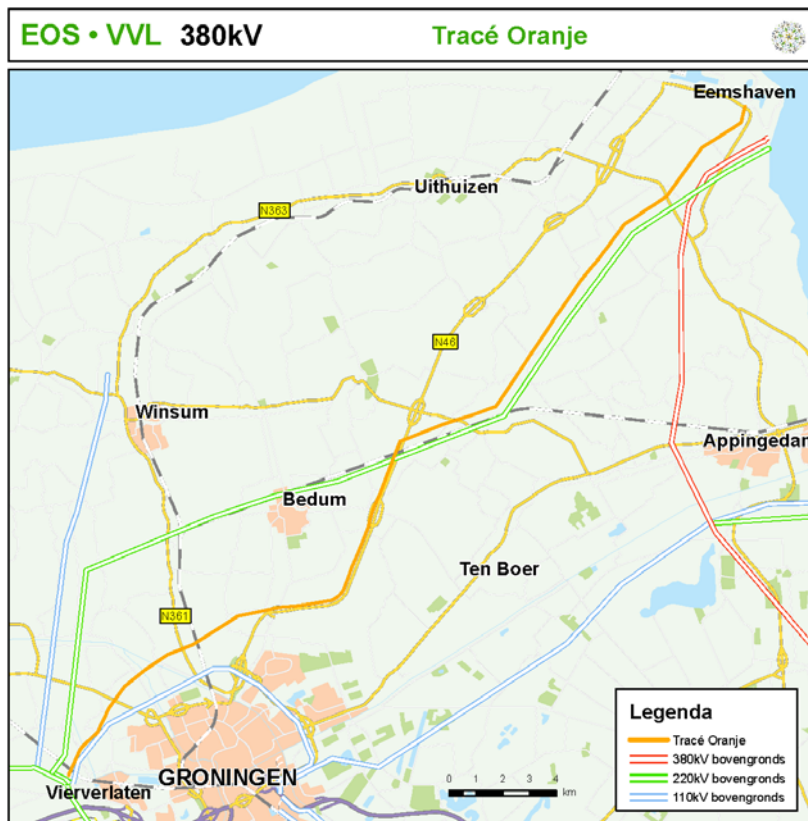 EOS • VVL 380kV Tracé Oranje
Eemshaven
Uithuizen
N363
N46
Winsum
Appingedam
Bedum
Ten Boer
N361
Legenda
Tracé Oranje
380kV bovengronds
220kV bovengronds
110kV bovengronds
GRONINGEN
Vierverlaten
0 1 2 3 4
km